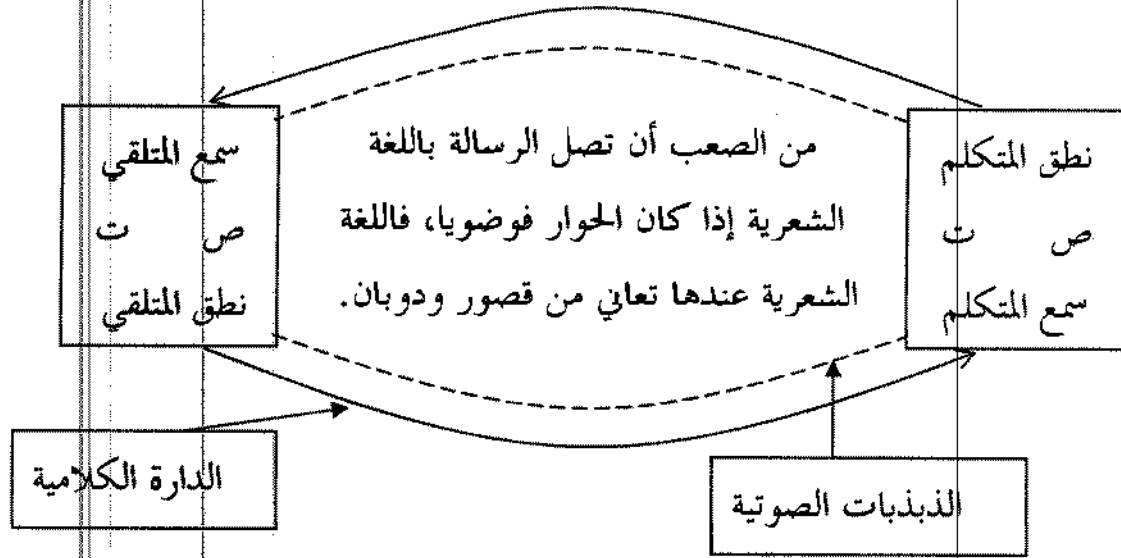 نطق المتكلم
ص ت
سمع المتكلم
من الصعب أن تصل الرسالة باللغة
الشعرية إذا كان الحوار فوضويا، فاللغة
الشعرية عندها تعاني من قصور ودوبان.
سمع المتلقي
ص ت
نطق المتلقي
الذبذبات الصوتية
الدارة الكلامية